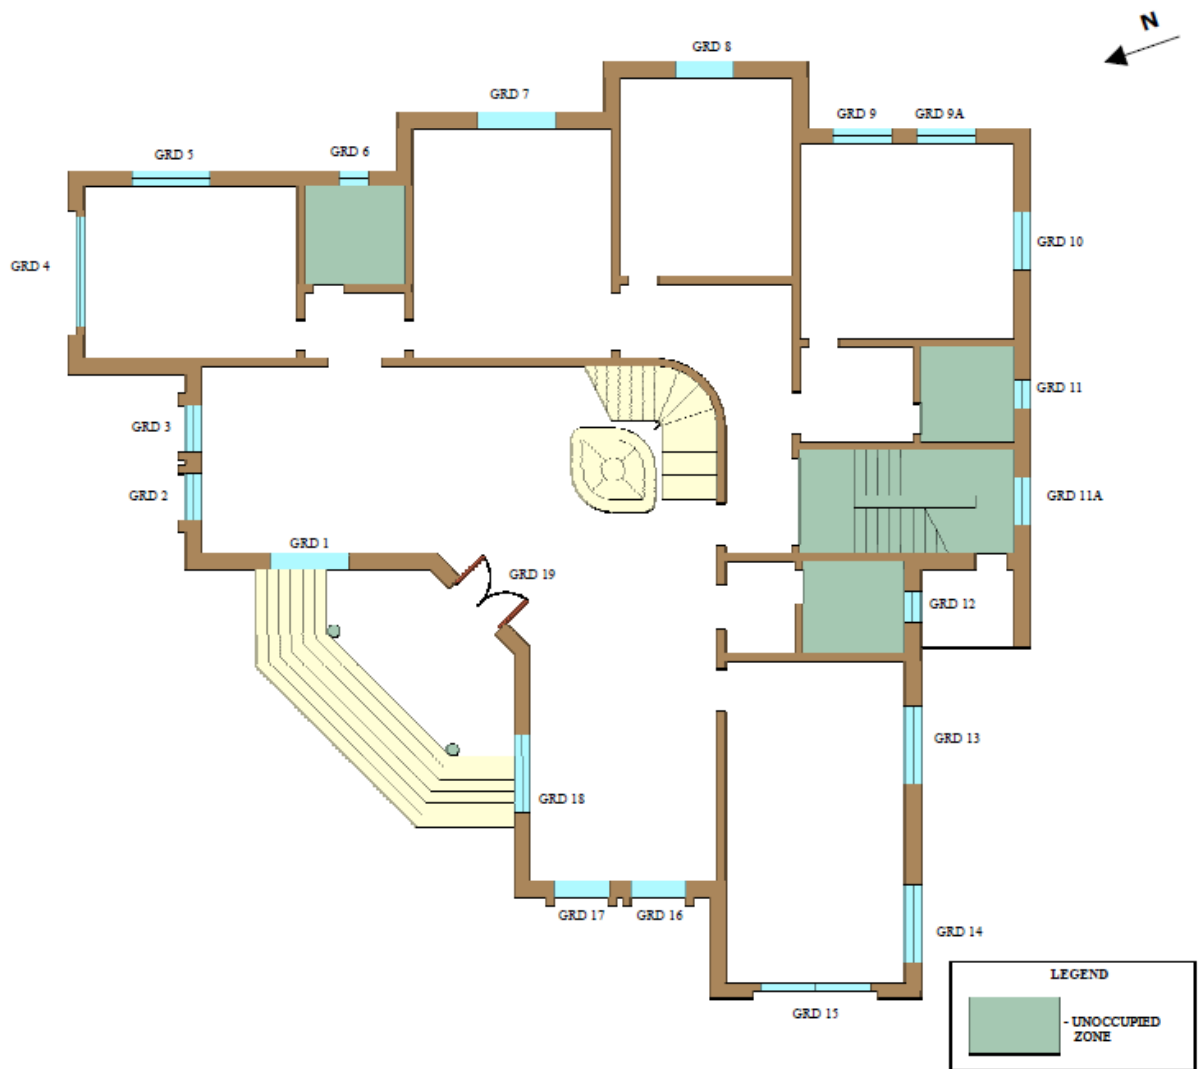 N
GRD 8
GRD 7
GRD 9
GRD 9A
GRD 5
GRD 6
GRD 10
GRD 4
GRD 11
GRD 3
GRD 2
GRD 11A
GRD 1
GRD 19
GRD 12
GRD 13
GRD 18
GRD 17
GRD 16
GRD 14
GRD 15
LEGEND
- UNOCCUPIED
ZONE